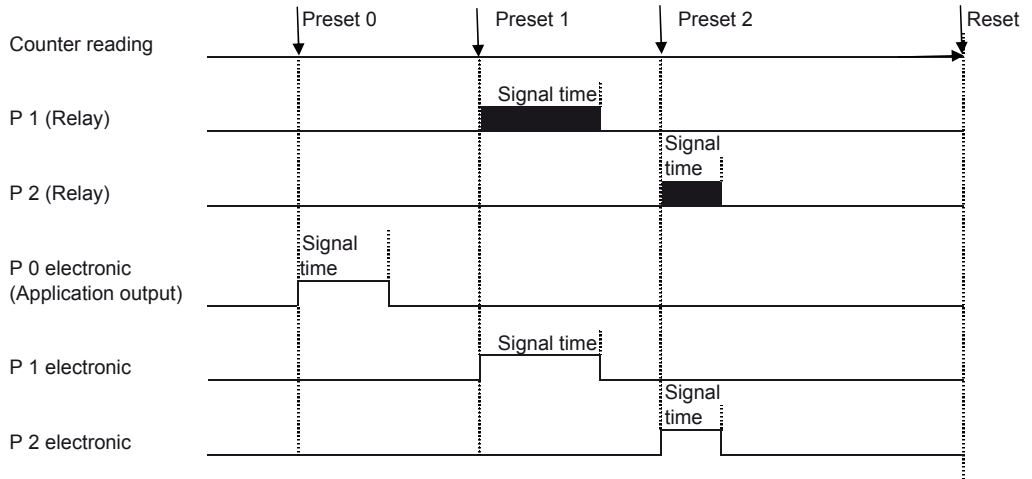 Preset 0 Preset 1 Preset 2 Reset
Counter reading
Signal time
P 1 (Relay)
Signal
time
P 2 (Relay)
Signal
time
P 0 electronic
(Application output)
Signal time
P 1 electronic
Signal
time
P 2 electronic